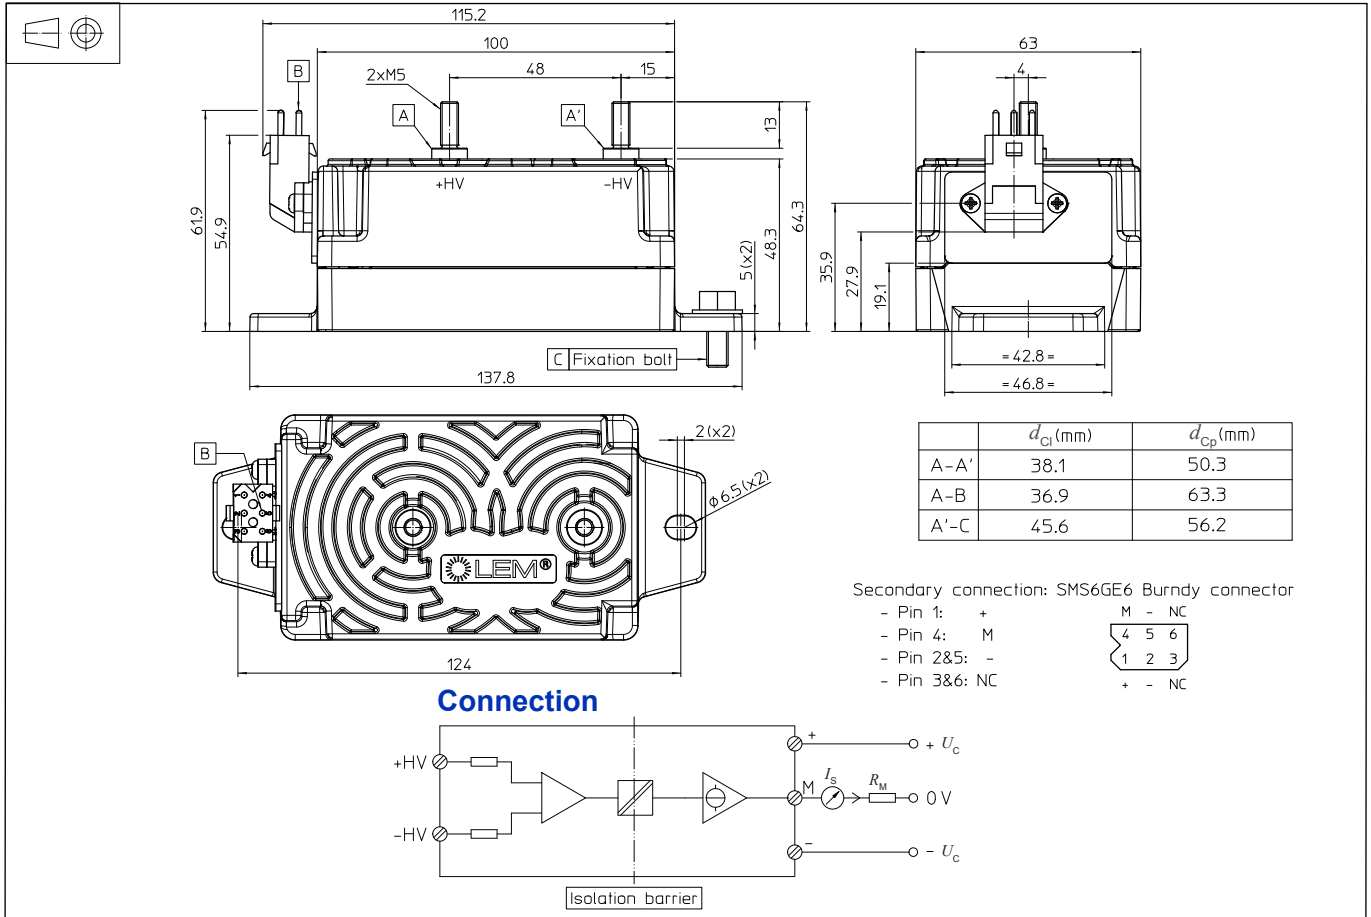 115.2
100
48
15
2xM5
B
A
A'
13
+HV
-HV
61.9
54.9
5(x2)
48.3
64.3
C Fixation bolt
137.8
63
4
35.9
27.9
19.1
= 42.8 =
= 46.8 =
B
2(x2)
ϕ6.5(x2)
LEM®
124
dCl(mm) dCp(mm)
A-A' 38.1 50.3
A-B 36.9 63.3
A'-C 45.6 56.2
Secondary connection: SMS6GE6 Burndy connector
- Pin 1: +
- Pin 4: M
- Pin 2&5: -
- Pin 3&6: NC
M - NC
4 5 6
1 2 3
+ - NC
Connection
+HV
-HV
+
M
-
IS
RM
+ UC
0 V
- UC
Isolation barrier